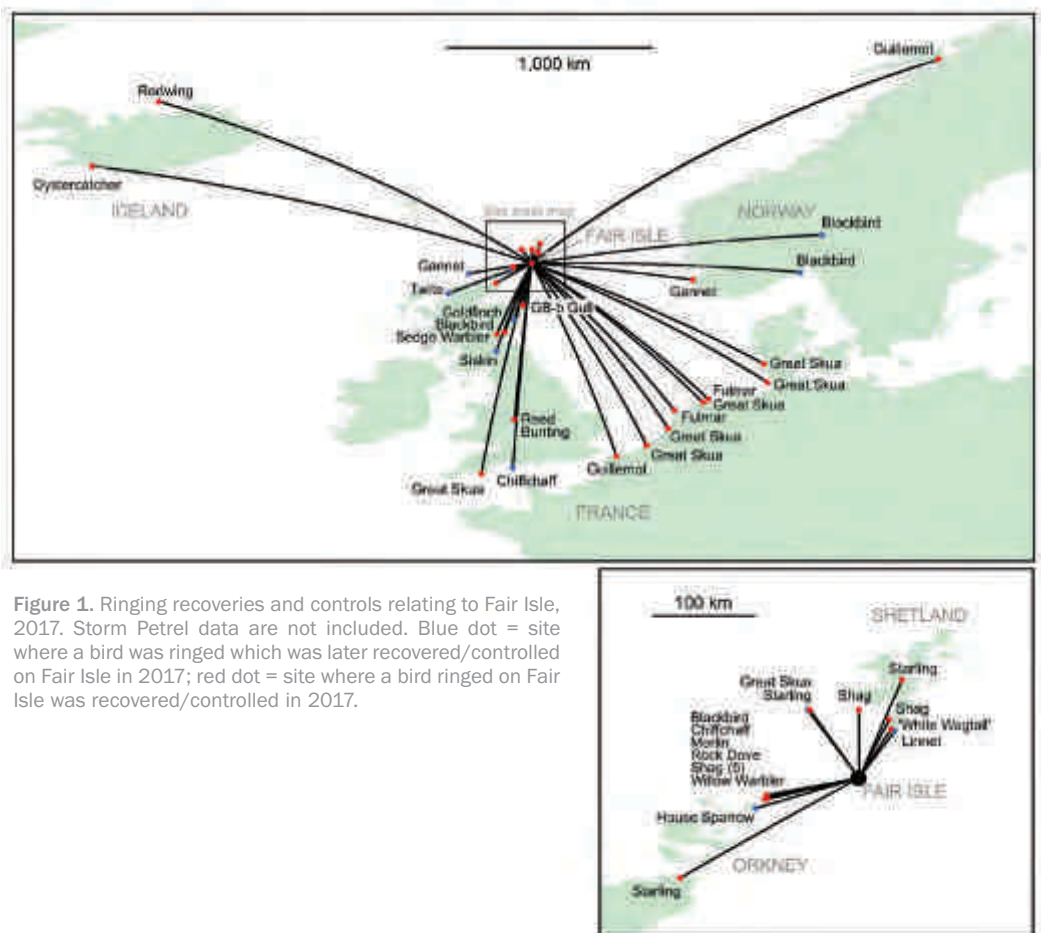 Guillemot
1,000 km
Redwing
Oystercatcher
ICELAND
NORWAY
Blackbird
FAIR ISLE
Blackbird
Gannet
Gannet
Twite
Goldfinch
GB-b Gull
Blackbird
Sedge Warbler
Siskin
Great Skua
Great Skua
Fulmar
Great Skua
Fulmar
Reed
Bunting
Great Skua
Great Skua
Guillemot
Chiffchaff
Great Skua
FRANCE
Figure 1. Ringing recoveries and controls relating to Fair Isle,
2017. Storm Petrel data are not included. Blue dot = site
where a bird was ringed which was later recovered/controlled
on Fair Isle in 2017; red dot = site where a bird ringed on Fair
Isle was recovered/controlled in 2017.
100 km
SHETLAND
Starling
Great Skua
Starling
Shag
Shag
'White Wagtail'
Linnet
Blackbird
Chiffchaff
Merlin
Rock Dove
Shag (5)
Willow Warbler
FAIR ISLE
House Sparrow
ORKNEY
Starling